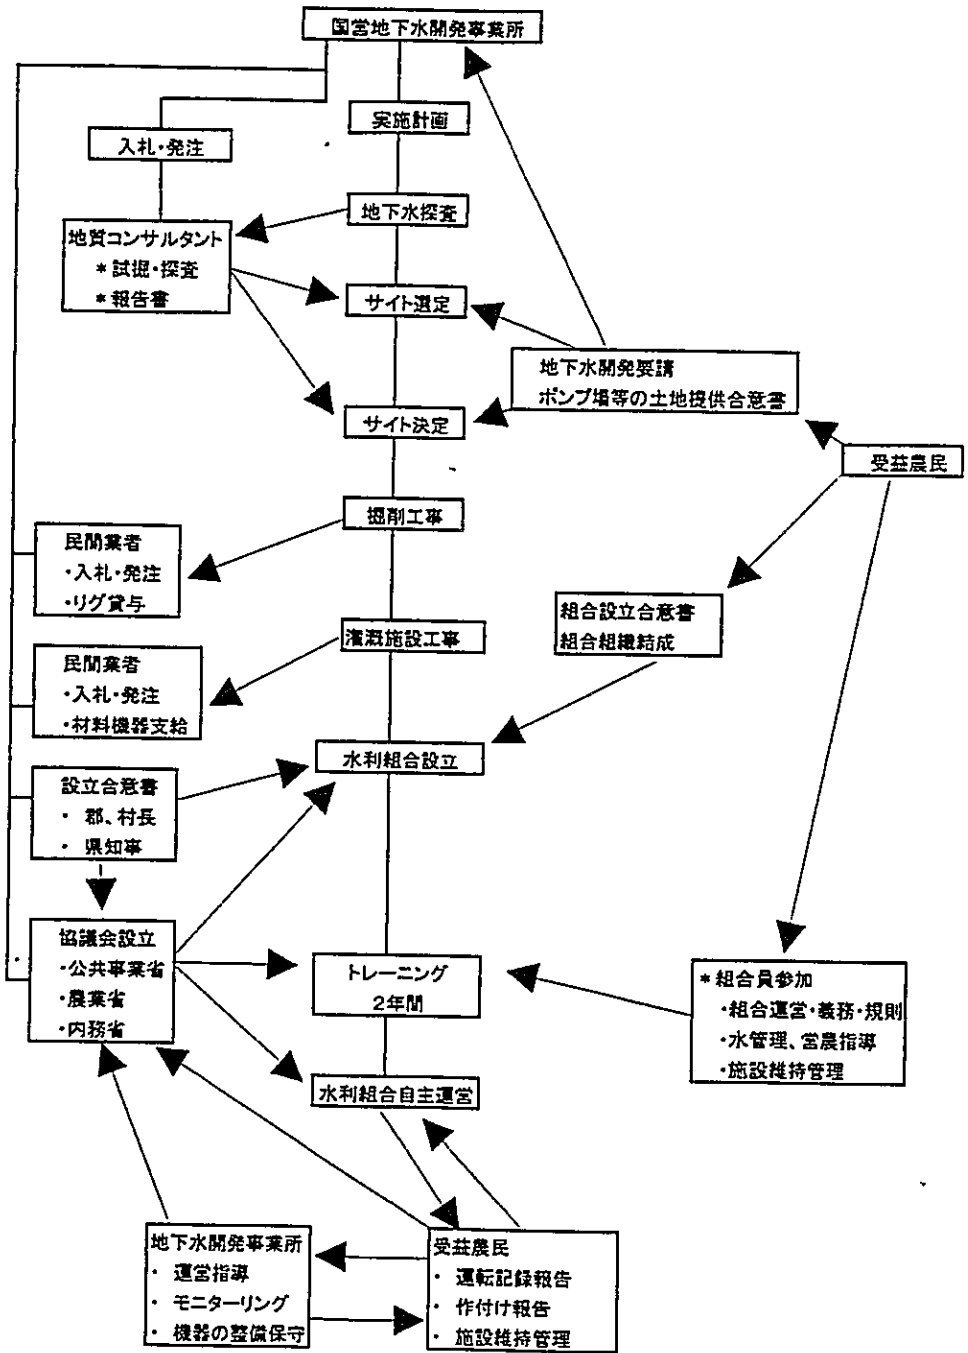 国営地下水開発事業所
実施計画
入札・発注
地下水探査
地質コンサルタント
＊試掘・探査
＊報告書
サイト選定
地下水開発要請
ポンプ場等の土地提供合意書
サイト決定
受益農民
掘削工事
民間業者
・入札・発注
・リグ貸与
組合設立合意書
組合組織結成
灌漑施設工事
民間業者
・入札・発注
・材料機器支給
水利組合設立
設立合意書
・ 郡、村長
・ 県知事
協議会設立
・公共事業省
・農業省
・内務省
トレーニング
2年間
＊組合員参加
・組合運営・義務・規則
・水管理、営農指導
・施設維持管理
水利組合自主運営
地下水開発事業所
・ 運営指導
・ モニターリング
・ 機器の整備保守
受益農民
・ 運転記録報告
・ 作付け報告
・ 施設維持管理